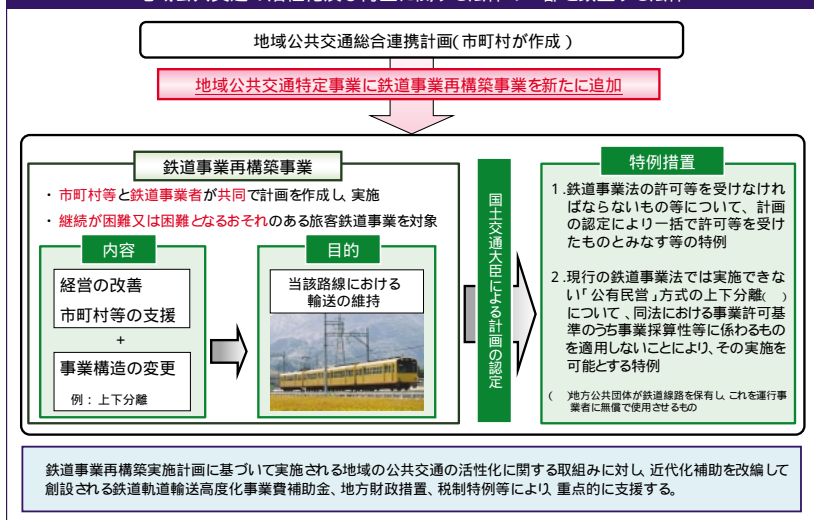 地域公共交通総合連携計画(市町村が作成)
地域公共交通特定事業に鉄道事業再構築事業を新たに追加
鉄道事業再構築事業
・ 市町村等と鉄道事業者が共同で計画を作成し、実施
・ 継続が困難又は困難となるおそれのある旅客鉄道事業を対象
内容
経営の改善
市町村等の支援
+
事業構造の変更
例：上下分離
目的
当該路線における
輸送の維持
国土交通大臣による計画の認定
特例措置
1.鉄道事業法の許可等を受けなけれ
ばならないもの等について、計画
の認定により一括で許可等を受け
たものとみなす等の特例
2.現行の鉄道事業法では実施できな
い「公有民営」方式の上下分離( )
について、同法における事業許可基
準のうち事業採算性等に係わるもの
を適用しないことにより、その実施を
可能とする特例
( )地方公共団体が鉄道線路を保有し、これを運行事
業者に無償で使用させるもの
鉄道事業再構築実施計画に基づいて実施される地域の公共交通の活性化に関する取組みに対し、近代化補助を改編して
創設される鉄道軌道輸送高度化事業費補助金、地方財政措置、税制特例等により、重点的に支援する。